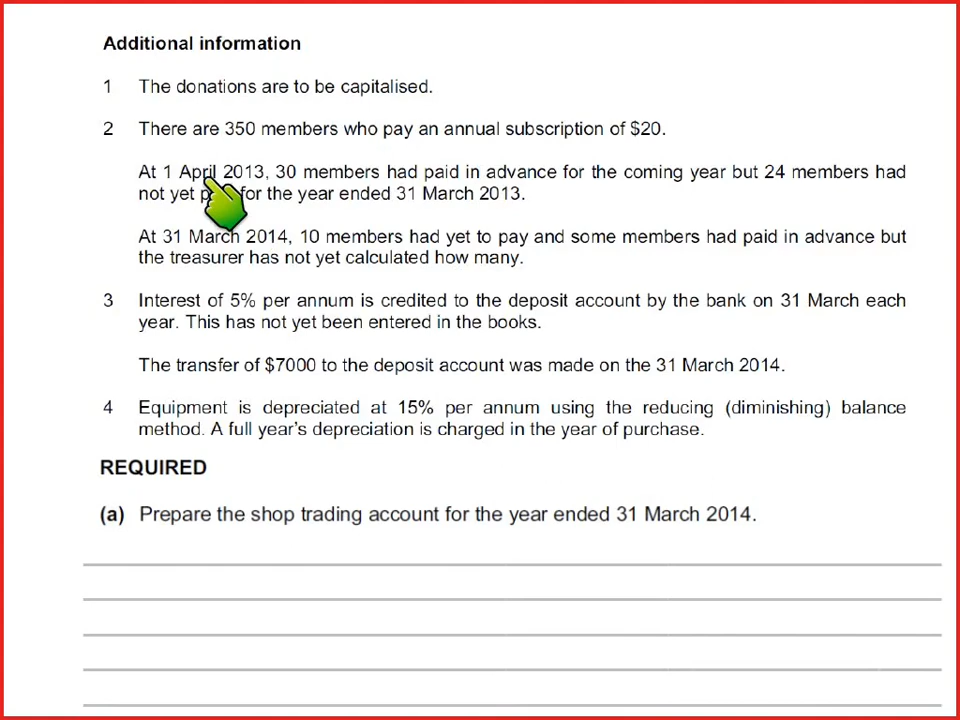 Additional information
1 The donations are to be capitalised.
2 There are 350 members who pay an annual subscription of $20.
At 1 April 2013, 30 members had paid in advance for the coming year but 24 members had
not yet for the year ended 31 March 2013.
At 31 March 2014, 10 members had yet to pay and some members had paid in advance but
the treasurer has not yet calculated how many.
3 Interest of 5% per annum is credited to the deposit account by the bank on 31 March each
year. This has not yet been entered in the books.
The transfer of $7000 to the deposit account was made on the 31 March 2014.
4 Equipment is depreciated at 15% per annum using the reducing (diminishing) balance
method. A full year's depreciation is charged in the year of purchase.
REQUIRED
(a) Prepare the shop trading account for the year ended 31 March 2014.